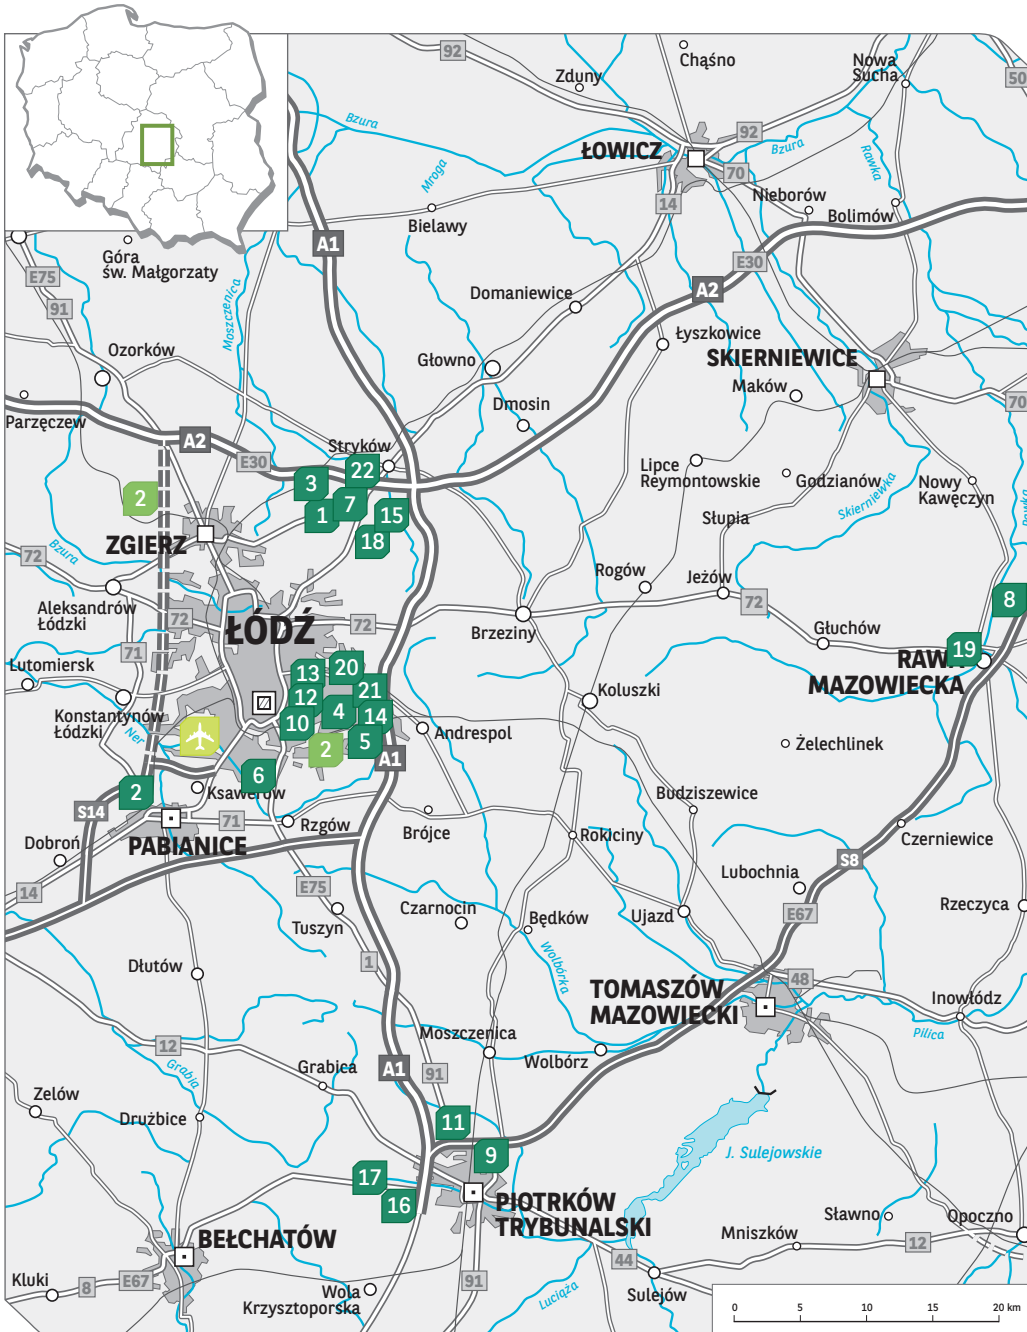 92
Chąśno
Zduny
Nowa
Sucha
50
Bzura
92
Bzura
ŁOWICZ
Rawka
Mroga
70
Nieborów
14
Bolimów
Bielawy
A1
Góra
św. Małgorzaty
E30
E75
Moszczenica
A2
91
Domaniewice
Łyszkowice
Ozorków
SKIERNIEWICE
Głowno
Maków
Parzęczew
Dmosin
70
A2
Stryków
E30
22
Lipce
Reymontowskie
Godzianów
Nowy
Kawęczyn
3
2
7
Skierniewka
Rawka
1
15
Słupia
ZGIERZ
18
Bzura
72
Rogów
Jeżów
8
Aleksandrów
Łódzki
72
ŁÓDŹ
72
72
Brzeziny
Głuchów
71
19
Lutomiersk
RAWA
MAZOWIECKA
13
20
21
12
Koluszki
Konstantynów
Łódzki
4
10
14
Ner
Andrespol
5
2
Żelechlinek
A1
6
2
Ksawerów
Budziszewice
S14
71
Rzgów
Brójce
Rokiciny
Czerniewice
PABIANICE
Dobroń
S8
Lubochnia
14
E75
Czarnocin
Będków
Ujazd
E67
Rzeczyca
Tuszyn
Wolbórka
1
Dłutów
48
TOMASZÓW
MAZOWIECKI
Inowłódz
Pilica
Moszczenica
12
Wolbórz
Grabia
Grabica
A1
91
Zelów
Drużbice
11
J. Sulejowskie
9
17
16
PIOTRKÓW
TRYBUNALSKI
Sławno
Opoczno
BEŁCHATÓW
Mniszków
12
44
Kluki
8
E67
91
Wola
Krzysztoporska
Luciąża
Sulejów
0
5
10
15
20 km